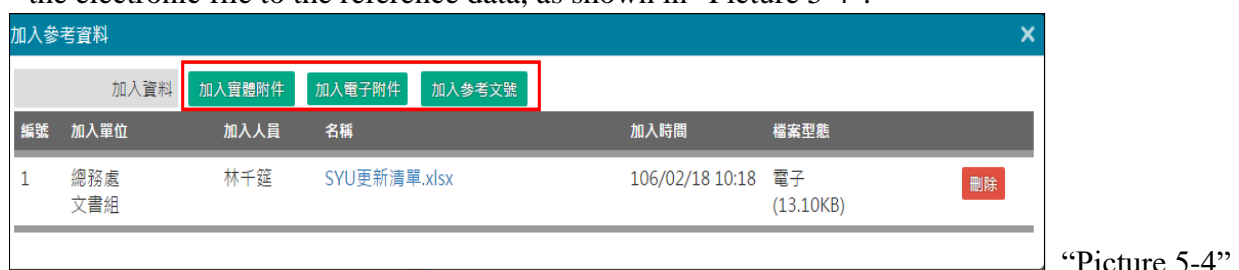 the electronic file to the reference data, as shown in “Picture 5-4”.
加入參考資料 X
加入資料 加入實體附件 加入電子附件 加入參考文號
編號 加入單位 加入人員 名稱 加入時間 檔案型態
1 總務處 林千筵 SYU更新清單.xlsx 106/02/18 10:18 電子 刪除
文書組 (13.10KB)
“Picture 5-4”